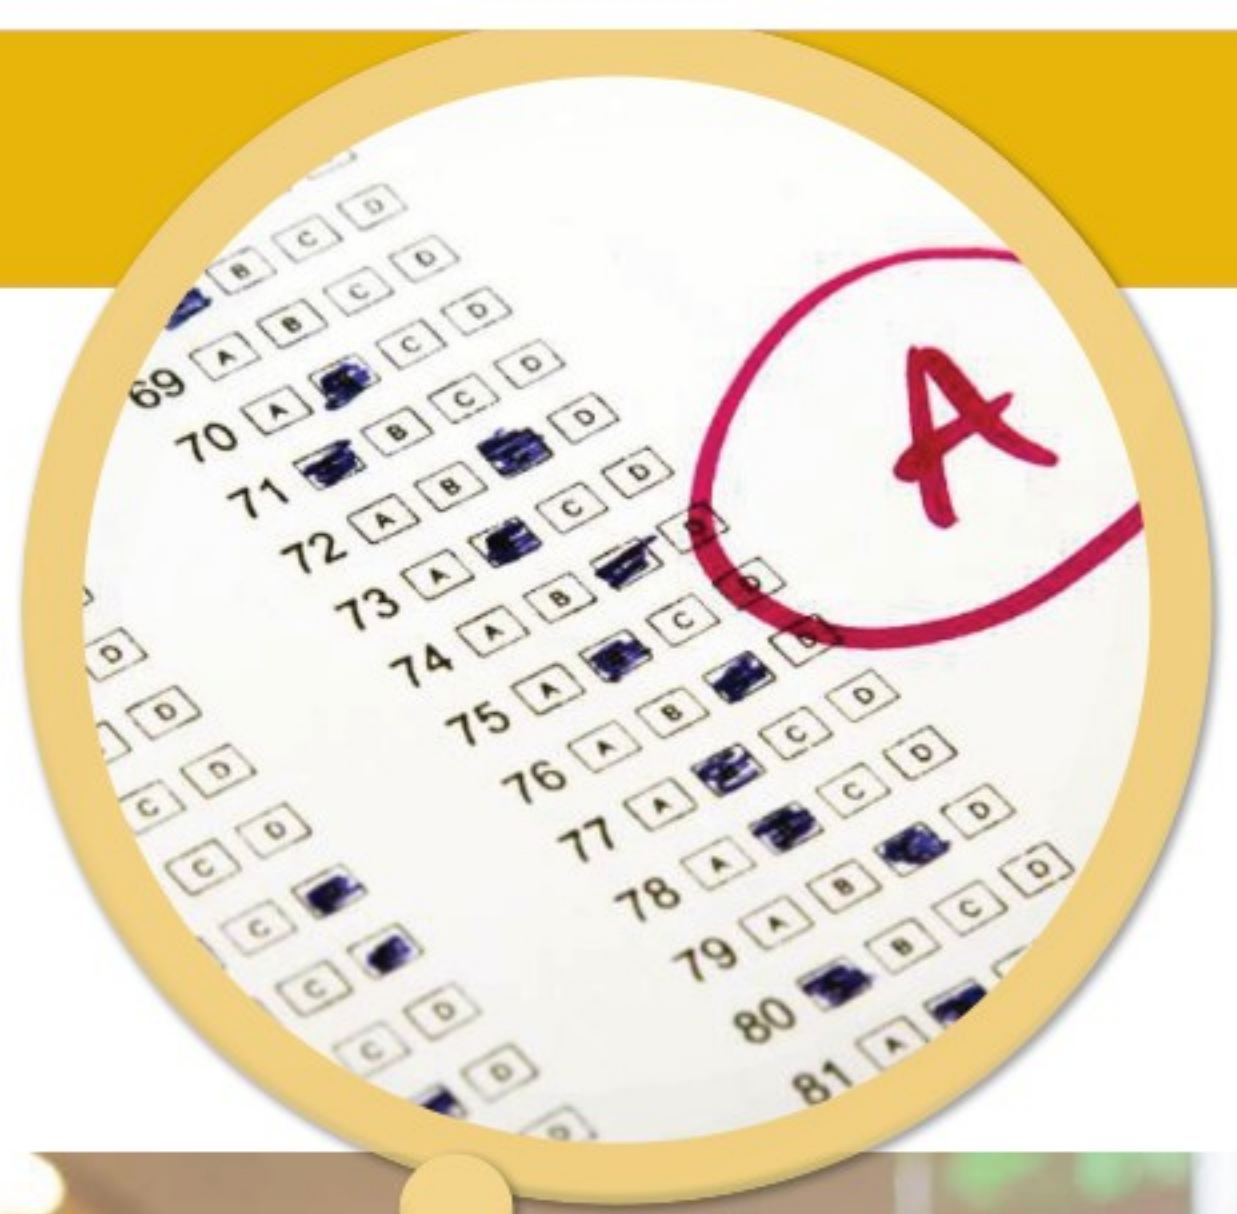 B C D
69 A B C D
70 A C D
71 B C D
72 A B D
73 A C D
74 A B D
75 A C D
76 A B D
77 A C D
78 A C D
79 A B D
80 B C D
81 A
A
D
D
C D
C D
C
C
C D
D
D